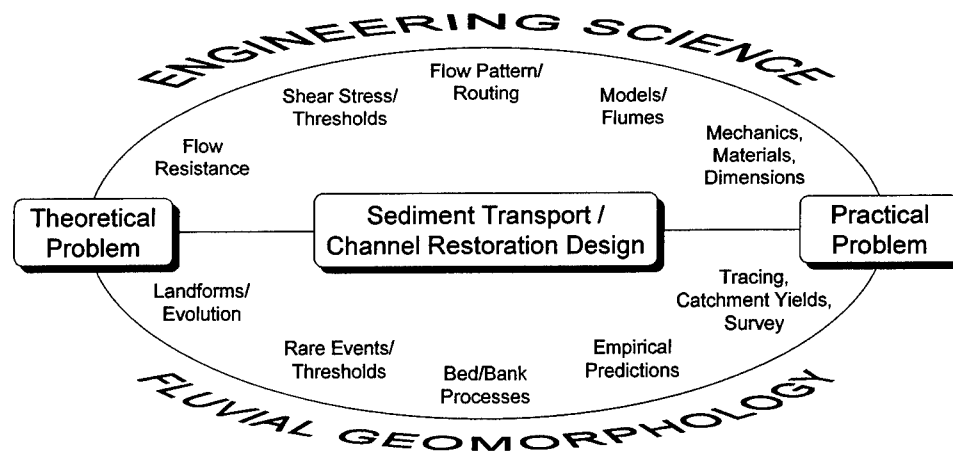 ENGINEERING SCIENCE
Flow Pattern/
Routing
Shear Stress/
Thresholds
Models/
Flumes
Flow
Resistance
Mechanics,
Materials,
Dimensions
Theoretical
Problem
Sediment Transport /
Channel Restoration Design
Practical
Problem
Landforms/
Evolution
Tracing,
Catchment Yields,
Survey
Rare Events/
Thresholds
Bed/Bank
Processes
Empirical
Predictions
FLUVIAL GEOMORPHOLOGY